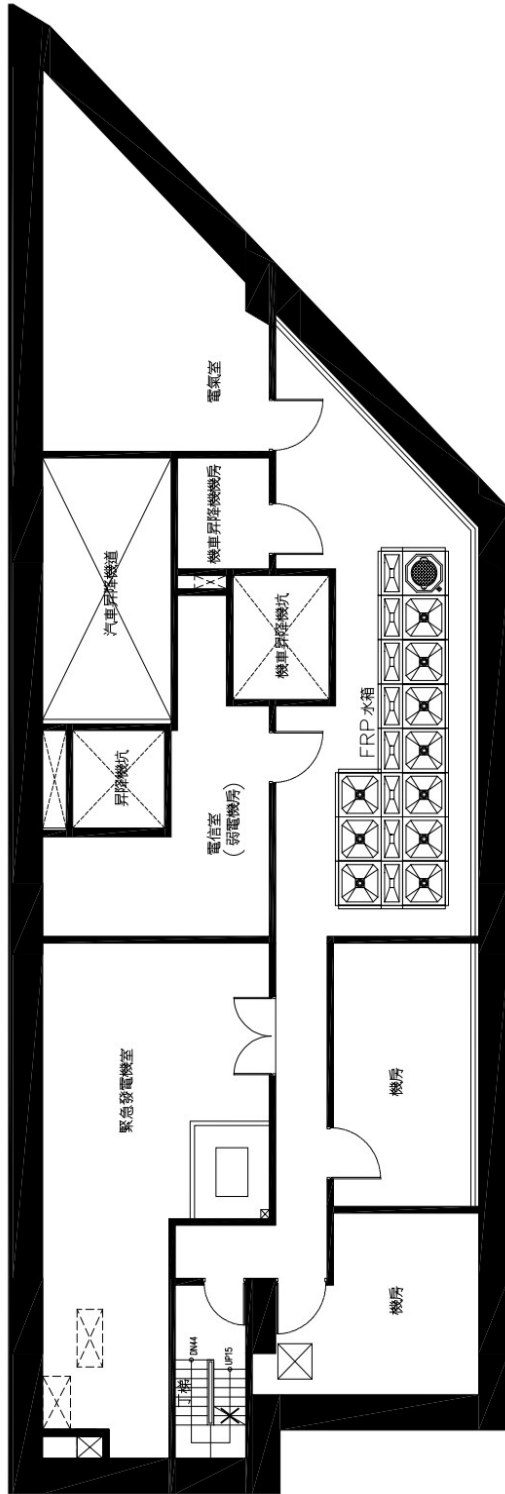 電氣室
機車昇降機機房
汽車昇降機道
機車昇降機坑
昇降機坑
FRP 水箱
電信室
(弱電機房)
緊急發電機室
機房
機房
丁梯
DN44
UP15